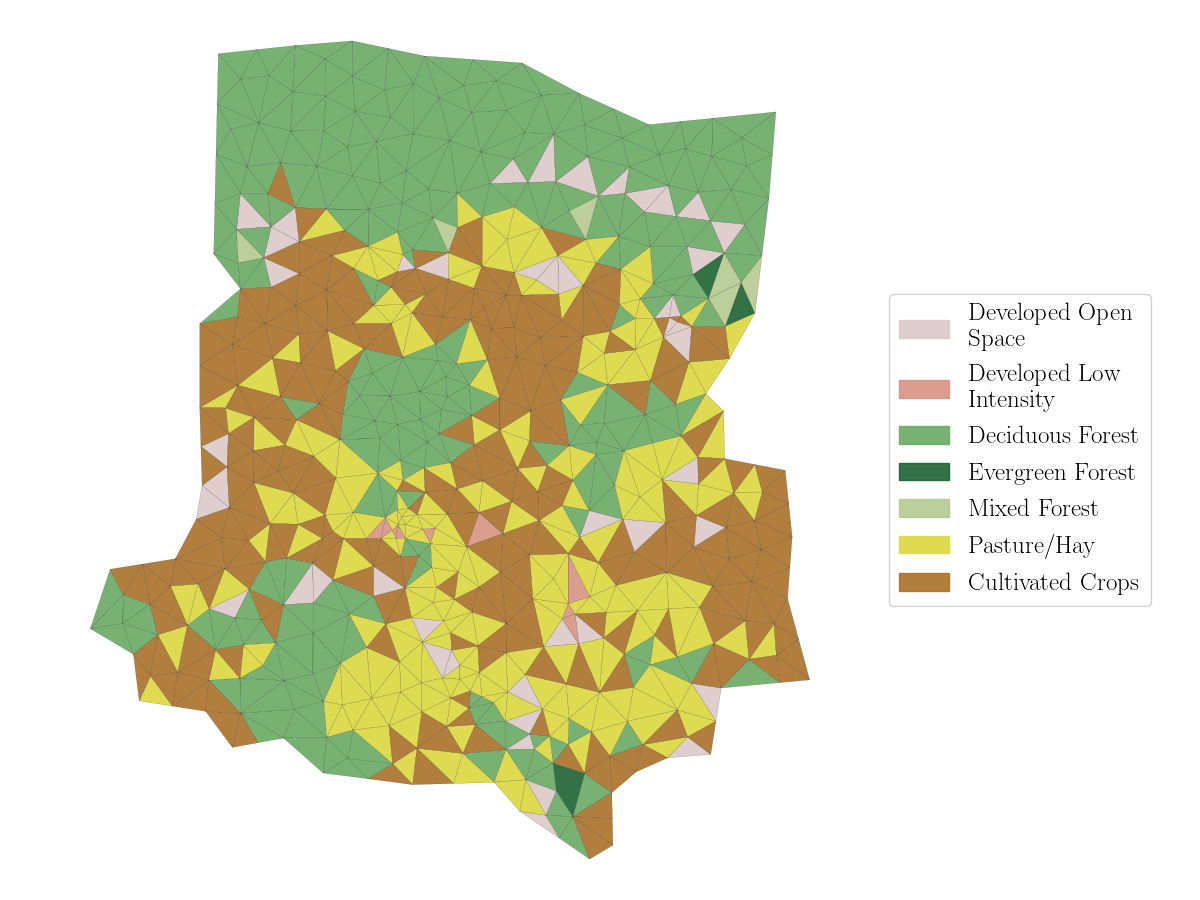 Developed Open
Space
Developed Low
Intensity
Deciduous Forest
Evergreen Forest
Mixed Forest
Pasture/Hay
Cultivated Crops